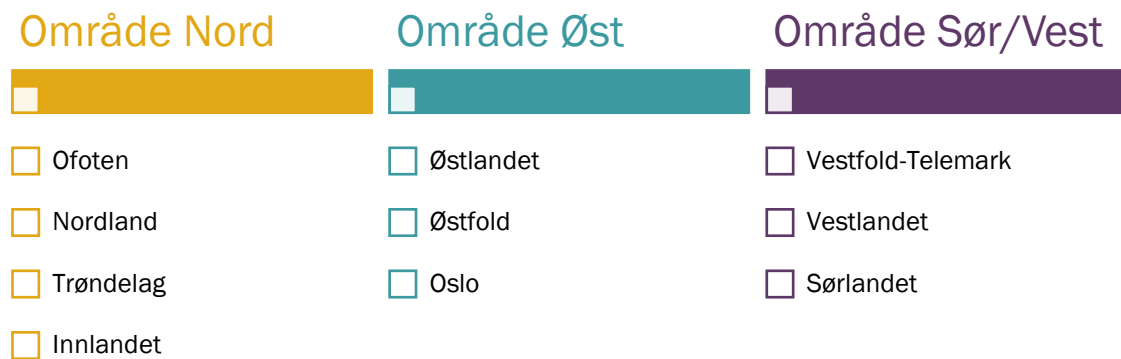 Område Nord
Ofoten
Nordland
Trøndelag
Innlandet
Område Øst
Østlandet
Østfold
Oslo
Område Sør/Vest
Vestfold-Telemark
Vestlandet
Sørlandet